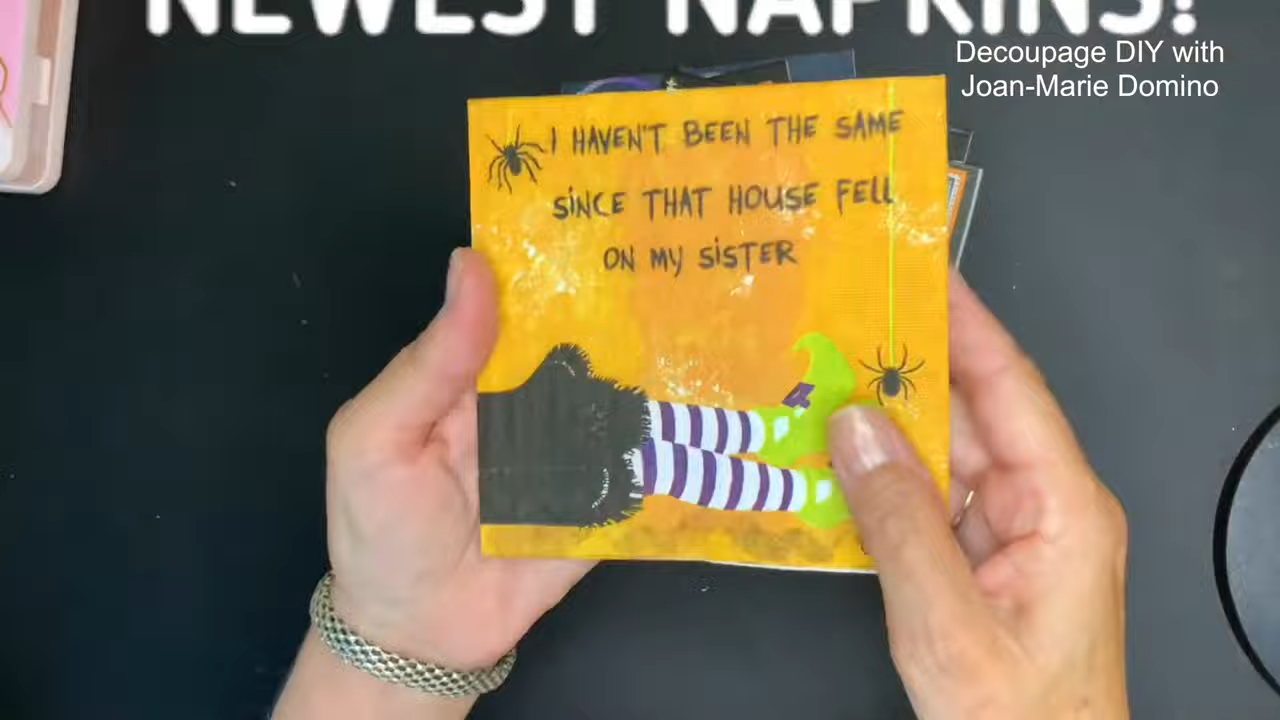 NEWEST NAPKINS!
Decoupage DIY with
Joan-Marie Domino
I HAVEN'T BEEN THE SAME
SiNCE THAT HOUSE FELL
ON MY SiSTER